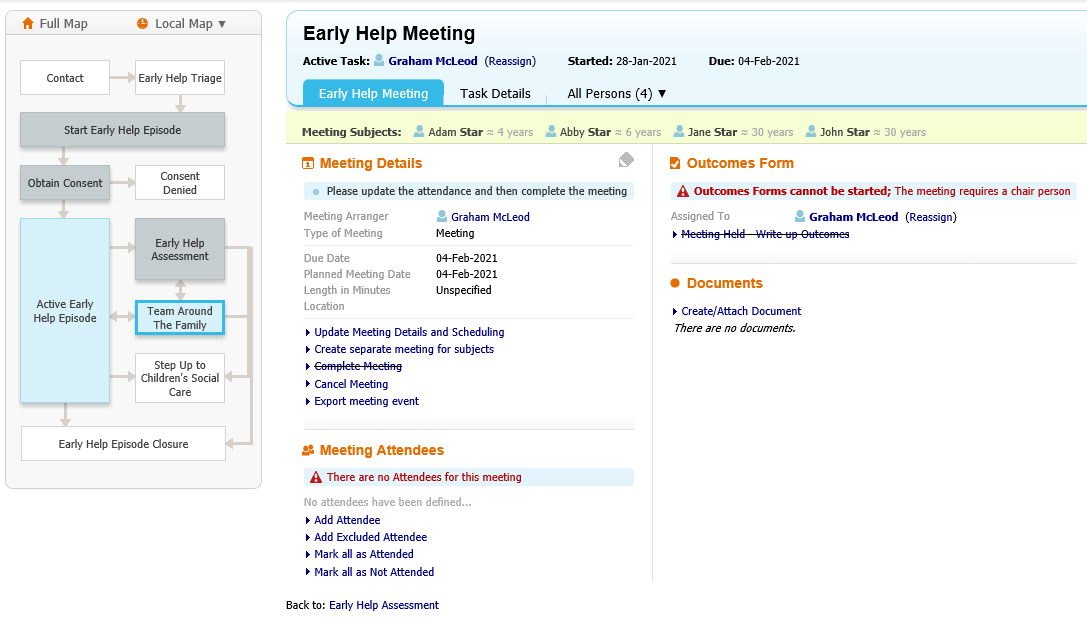 Full Map
Local Map ▼
Contact
Early Help Triage
Start Early Help Episode
Obtain Consent
Consent
Denied
Active Early
Help Episode
Early Help
Assessment
Team Around
The Family
Step Up to
Children's Social
Care
Early Help Episode Closure
Early Help Meeting
Active Task: Graham McLeod (Reassign) Started: 28-Jan-2021 Due: 04-Feb-2021
Early Help Meeting Task Details All Persons (4) ▼
Meeting Subjects: Adam Star ≈ 4 years Abby Star ≈ 6 years Jane Star ≈ 30 years John Star ≈ 30 years
Meeting Details
Please update the attendance and then complete the meeting
Meeting Arranger Graham McLeod
Type of Meeting Meeting
Due Date 04-Feb-2021
Planned Meeting Date 04-Feb-2021
Length in Minutes Unspecified
Location
Update Meeting Details and Scheduling
Create separate meeting for subjects
Complete Meeting
Cancel Meeting
Export meeting event
Meeting Attendees
There are no Attendees for this meeting
No attendees have been defined...
Add Attendee
Add Excluded Attendee
Mark all as Attended
Mark all as Not Attended
Outcomes Form
Outcomes Forms cannot be started; The meeting requires a chair person
Assigned To Graham McLeod (Reassign)
Meeting Held - Write up Outcomes
Documents
Create/Attach Document
There are no documents.
Back to: Early Help Assessment